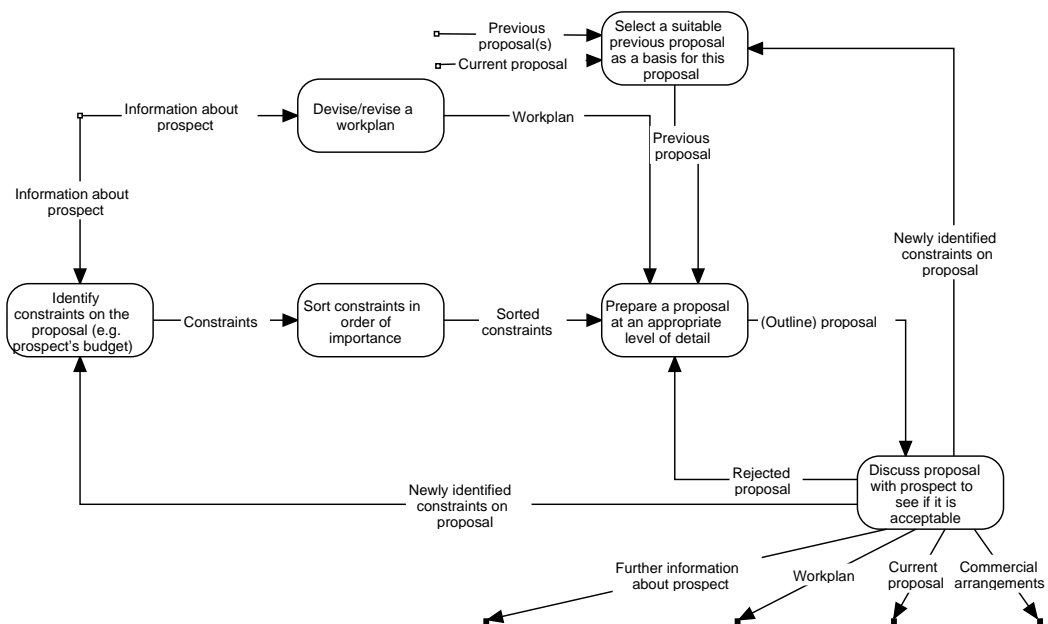 Previous
proposal(s)
Current proposal
Select a suitable
previous proposal
as a basis for this
proposal
Information about
prospect
Devise/revise a
workplan
Workplan
Previous
proposal
Information about
prospect
Newly identified
constraints on
proposal
Identify
constraints on the
proposal (e.g.
prospect's budget)
Constraints
Sort constraints in
order of
importance
Sorted
constraints
Prepare a proposal
at an appropriate
level of detail
(Outline) proposal
Rejected
proposal
Discuss proposal
with prospect to
see if it is
acceptable
Newly identified
constraints on
proposal
Further information
about prospect
Workplan
Current
proposal
Commercial
arrangements